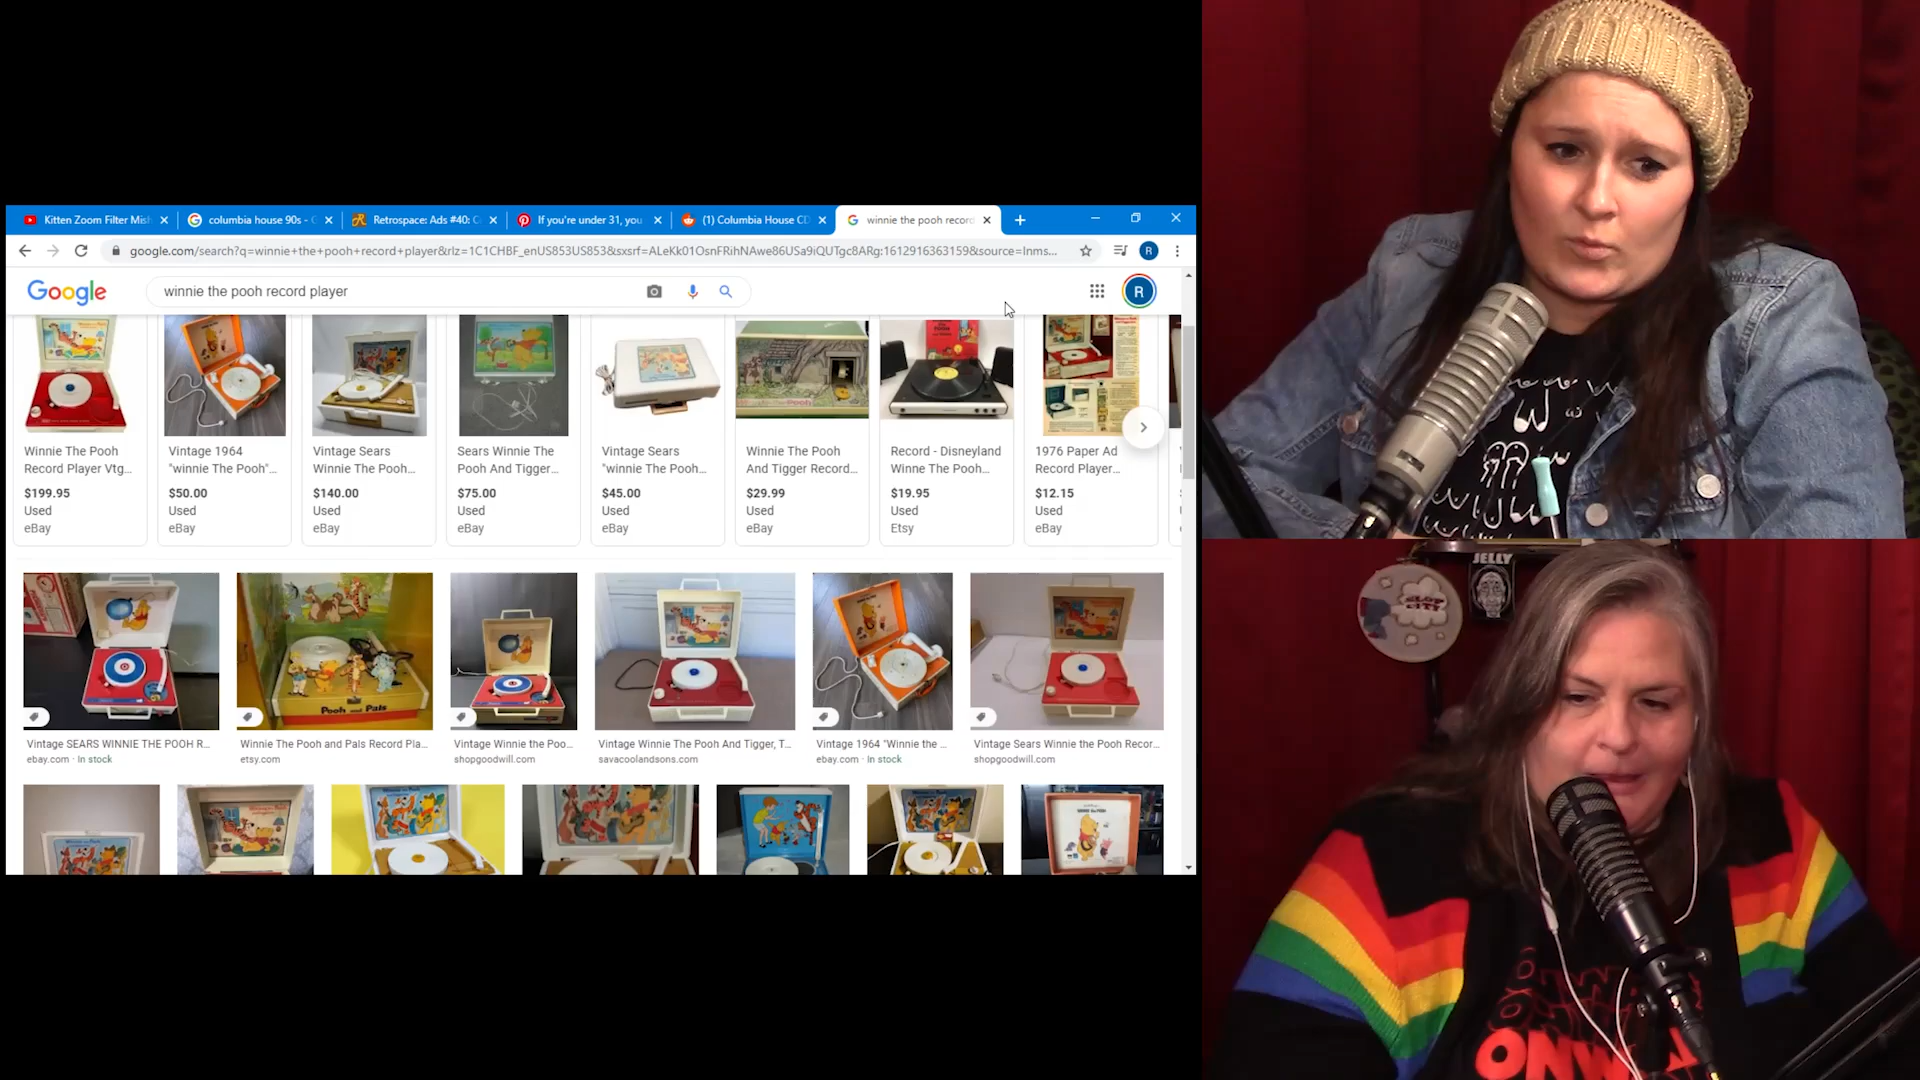 Kitten Zoom Filter Mish
columbia house 90s - G
Retrospace: Ads #40: C
If you're under 31, you
(1) Columbia House CD
winnie the pooh record
google.com/search?q=winnie+the+pooh+record+player&rlz=1C1CHBF_enUS853US853&sxsrf=ALeKk01OsnFRihNAwe86USa9iQUTgc8ARg:1612916363159&source=lnms...
R
Google
winnie the pooh record player
R
Winnie The Pooh
Record Player Vtg...
$199.95
Used
eBay
Vintage 1964
"winnie The Pooh"...
$50.00
Used
eBay
Vintage Sears
Winnie The Pooh...
$140.00
Used
eBay
Sears Winnie The
Pooh And Tigger...
$75.00
Used
eBay
Vintage Sears
"winnie The Pooh...
$45.00
Used
eBay
Winnie The Pooh
And Tigger Record...
$29.99
Used
eBay
Record - Disneyland
Winne The Pooh...
$19.95
Used
Etsy
1976 Paper Ad
Record Player...
$12.15
Used
eBay
Pooh and Pals
Vintage SEARS WINNIE THE POOH R...
ebay.com · In stock
Winnie The Pooh and Pals Record Pla...
etsy.com
Vintage Winnie the Poo...
shopgoodwill.com
Vintage Winnie The Pooh And Tigger, T...
savacoolandsons.com
Vintage 1964 "Winnie the ...
ebay.com · In stock
Vintage Sears Winnie the Pooh Recor...
shopgoodwill.com
JELLY
SLOP
CITY